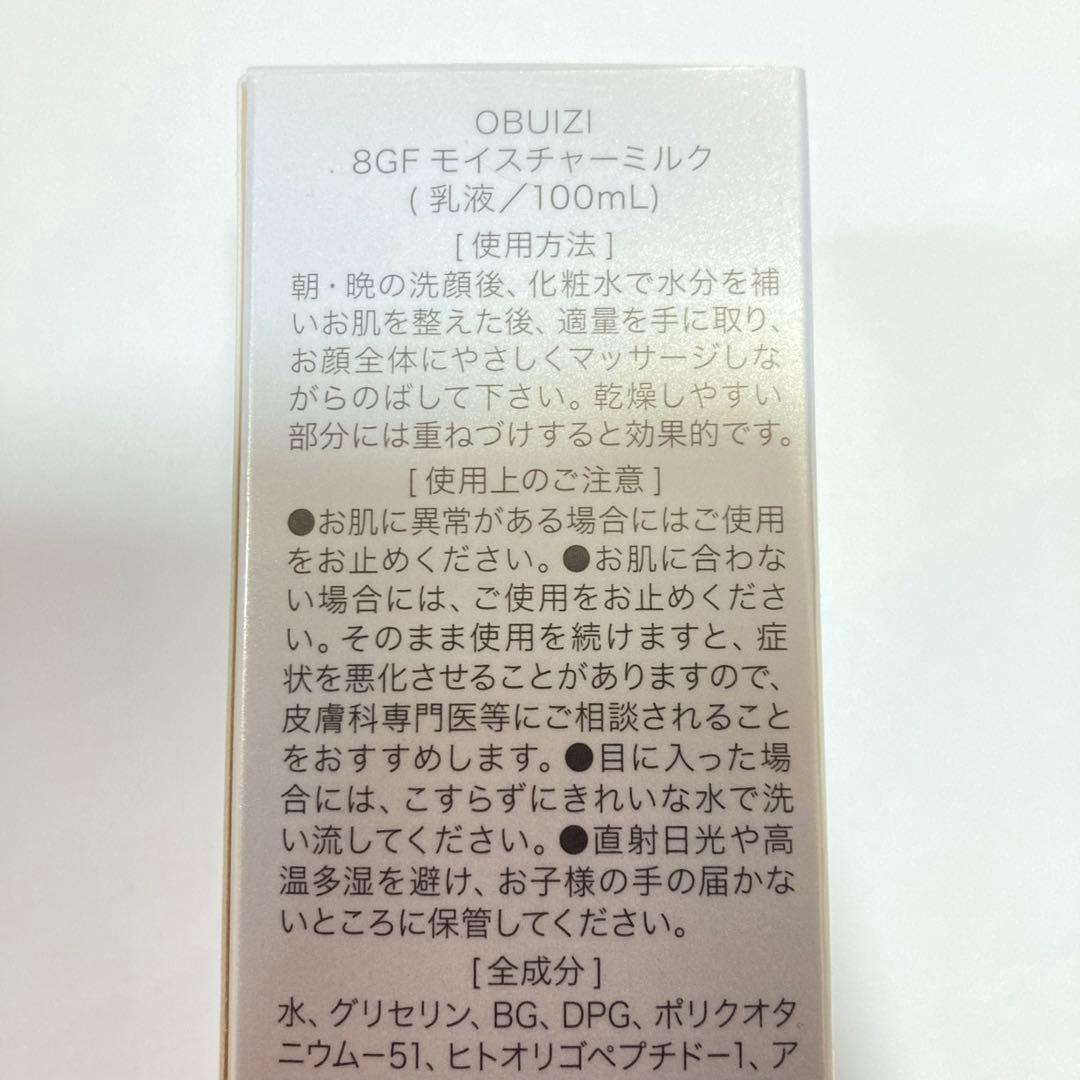 OBUIZI
8GF モイスチャーミルク
( 乳液／100mL)
[ 使用方法 ]
朝・晩の洗顔後、化粧水で水分を補
いお肌を整えた後、適量を手に取り、
お顔全体にやさしくマッサージしな
がらのばして下さい。乾燥しやすい
部分には重ねづけすると効果的です。
[ 使用上のご注意 ]
●お肌に異常がある場合にはご使用
をお止めください。●お肌に合わな
い場合には、ご使用をお止めくださ
い。そのまま使用を続けますと、症
状を悪化させることがありますので、
皮膚科専門医等にご相談されること
をおすすめします。●目に入った場
合には、こすらずにきれいな水で洗
い流してください。●直射日光や高
温多湿を避け、お子様の手の届かな
いところに保管してください。
[ 全成分 ]
水、グリセリン、BG、DPG、ポリクオタ
ニウムー51、ヒトオリゴペプチドー1、ア